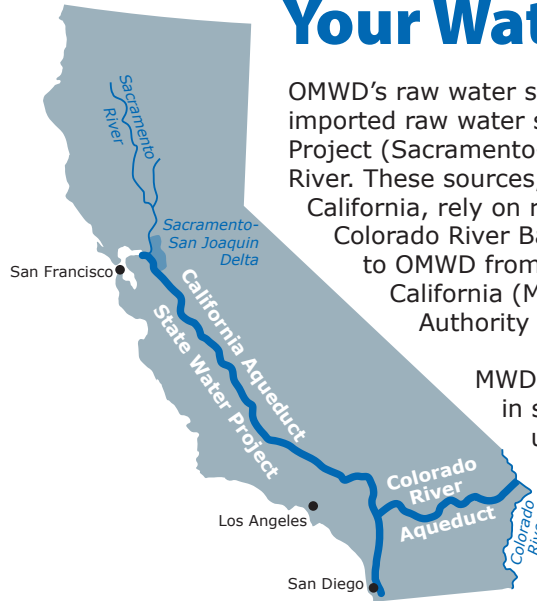 Your Wat
OMWD's raw water s
imported raw water s
Project (Sacramento
River. These sources,
California, rely on
Colorado River Ba
to OMWD from
California (M
Authority
MWD
in s
Sacramento
River
Sacramento-
San Joaquin
Delta
San Francisco
California Aqueduct
State Water Project
Colorado
River
Aqueduct
Los Angeles
Colorado
San Diego